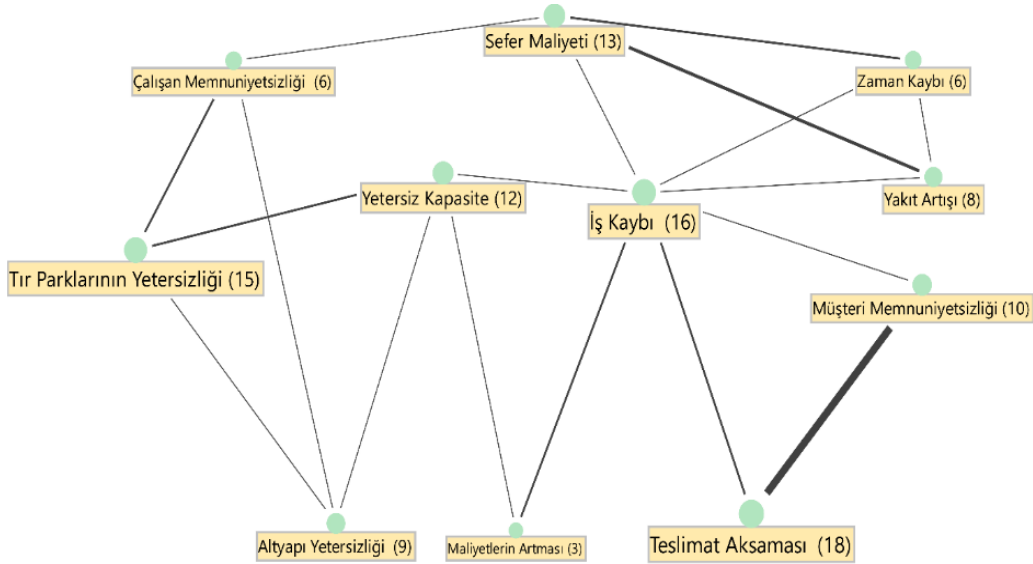 Sefer Maliyeti (13)
Çalışan Memnuniyetsizliği (6)
Zaman Kaybı (6)
Yetersiz Kapasite (12)
Yakıt Artışı (8)
İş Kaybı (16)
Tır Parklarının Yetersizliği (15)
Müşteri Memnuniyetsizliği (10)
Altyapı Yetersizliği (9)
Maliyetlerin Artması (3)
Teslimat Aksaması (18)